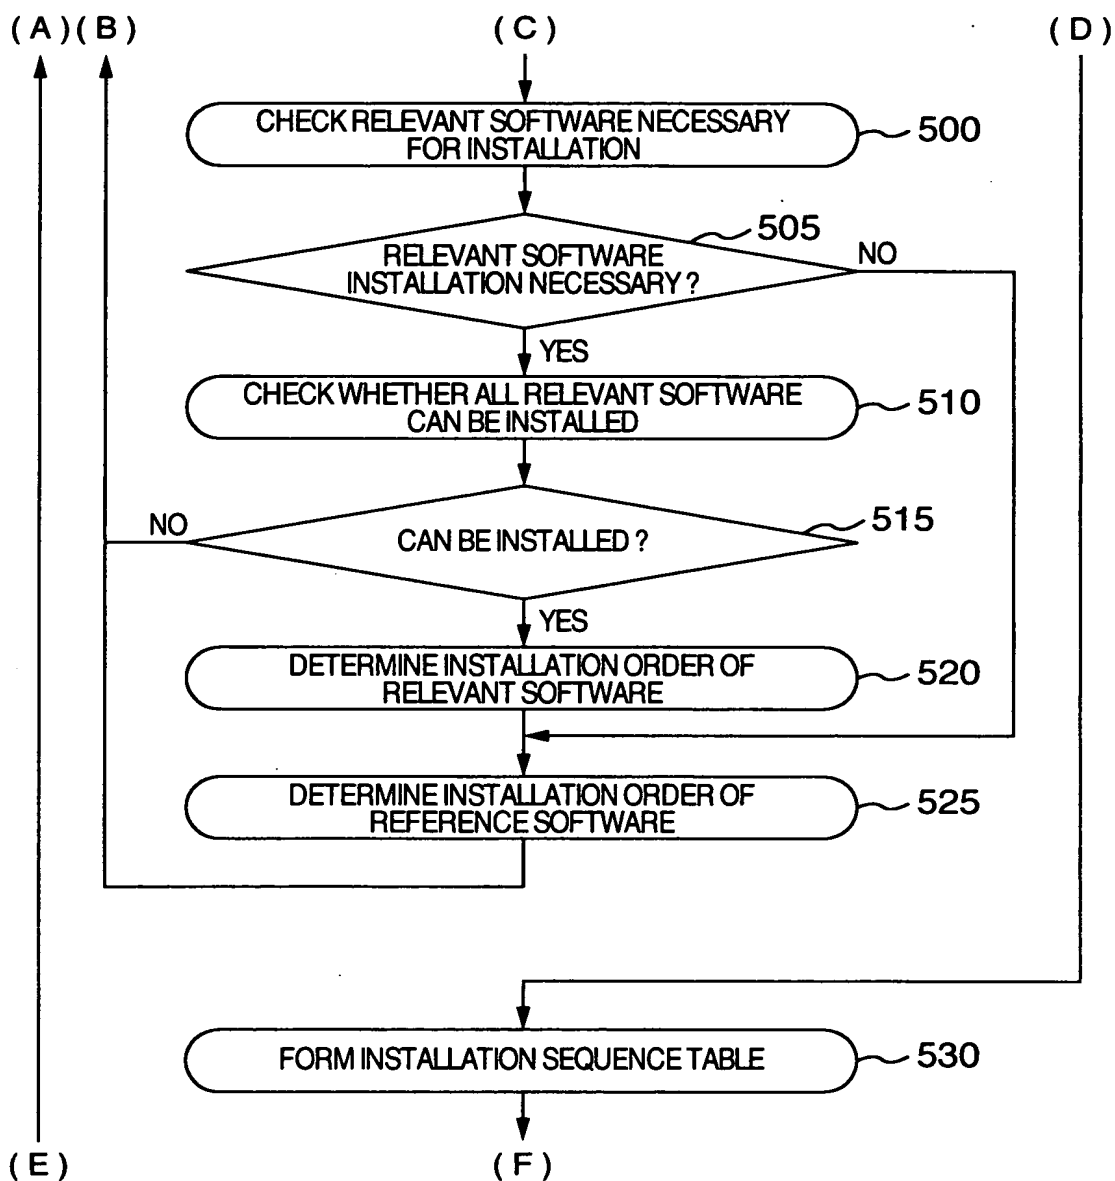 (A) (B) (C) (D)
CHECK RELEVANT SOFTWARE NECESSARY
FOR INSTALLATION
500
505
RELEVANT SOFTWARE
INSTALLATION NECESSARY ?
NO
YES
CHECK WHETHER ALL RELEVANT SOFTWARE
CAN BE INSTALLED
510
NO
CAN BE INSTALLED ?
515
YES
DETERMINE INSTALLATION ORDER OF
RELEVANT SOFTWARE
520
DETERMINE INSTALLATION ORDER OF
REFERENCE SOFTWARE
525
FORM INSTALLATION SEQUENCE TABLE
530
(E) (F)